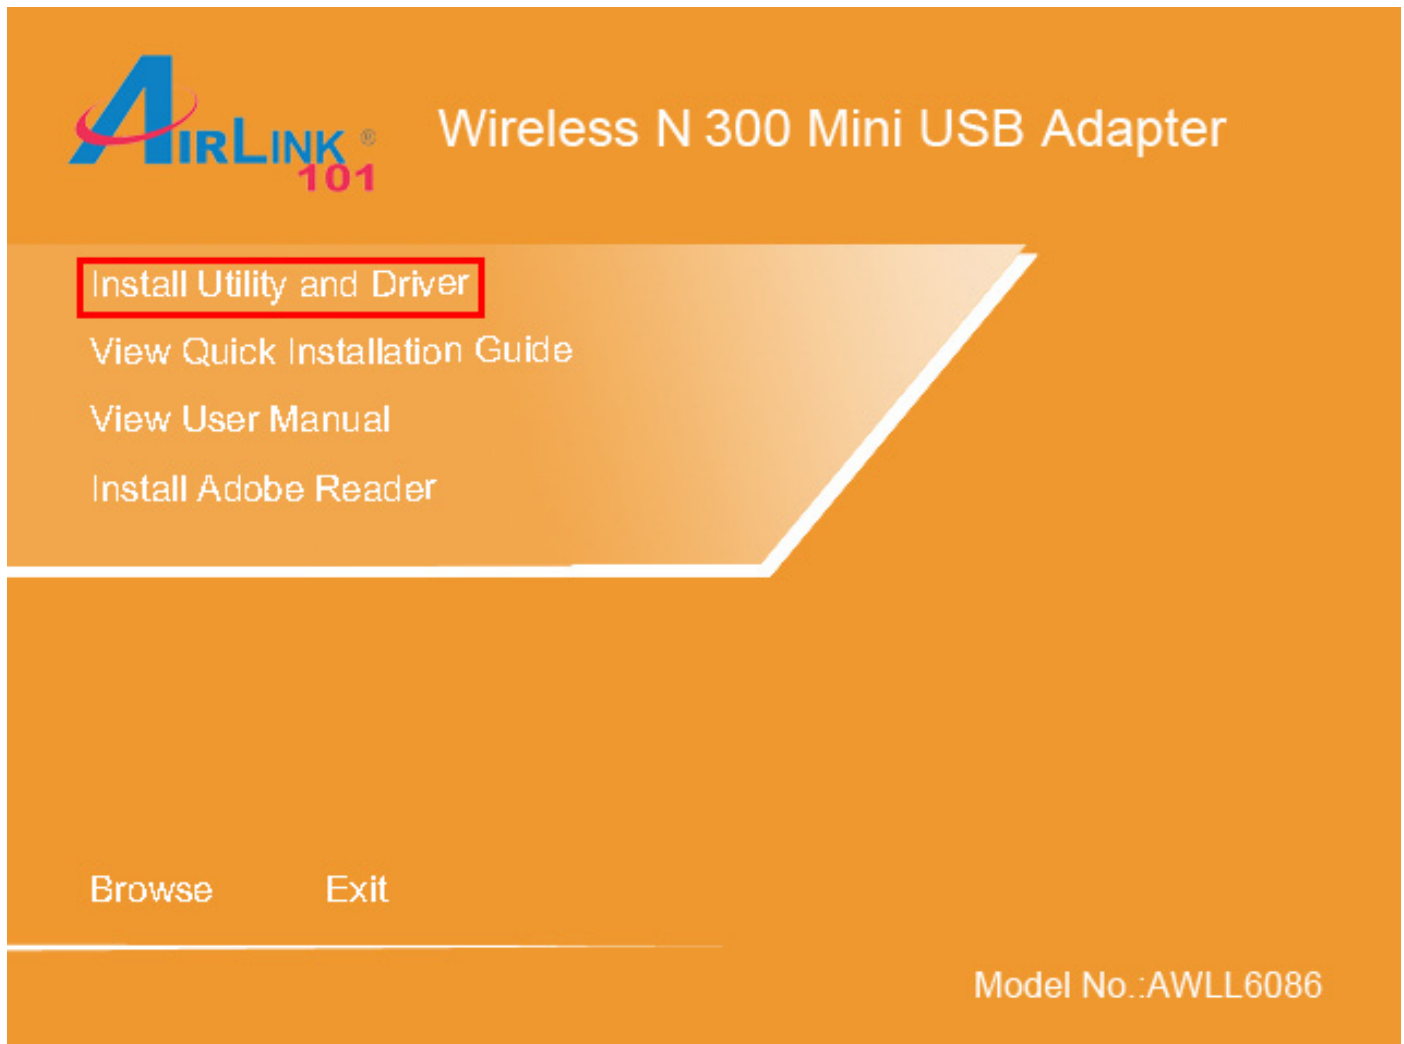 AIRLINK ®
101
Wireless N 300 Mini USB Adapter
Install Utility and Driver
View Quick Installation Guide
View User Manual
Install Adobe Reader
Browse Exit
Model No.:AWLL6086